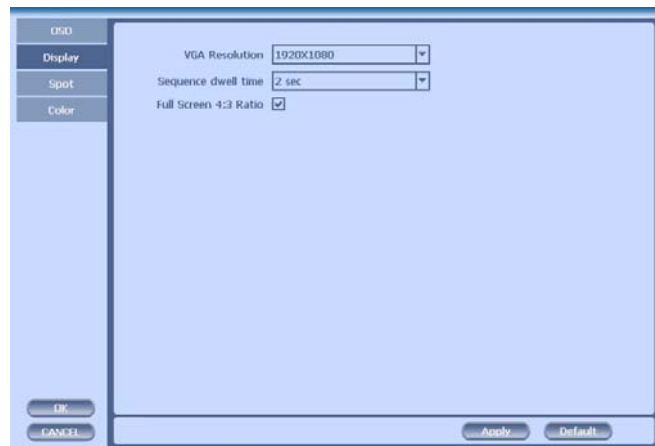 OSD
Display
Spot
Color
VGA Resolution 1920X1080
Sequence dwell time 2 sec
Full Screen 4:3 Ratio
OK
CANCEL
Apply Default